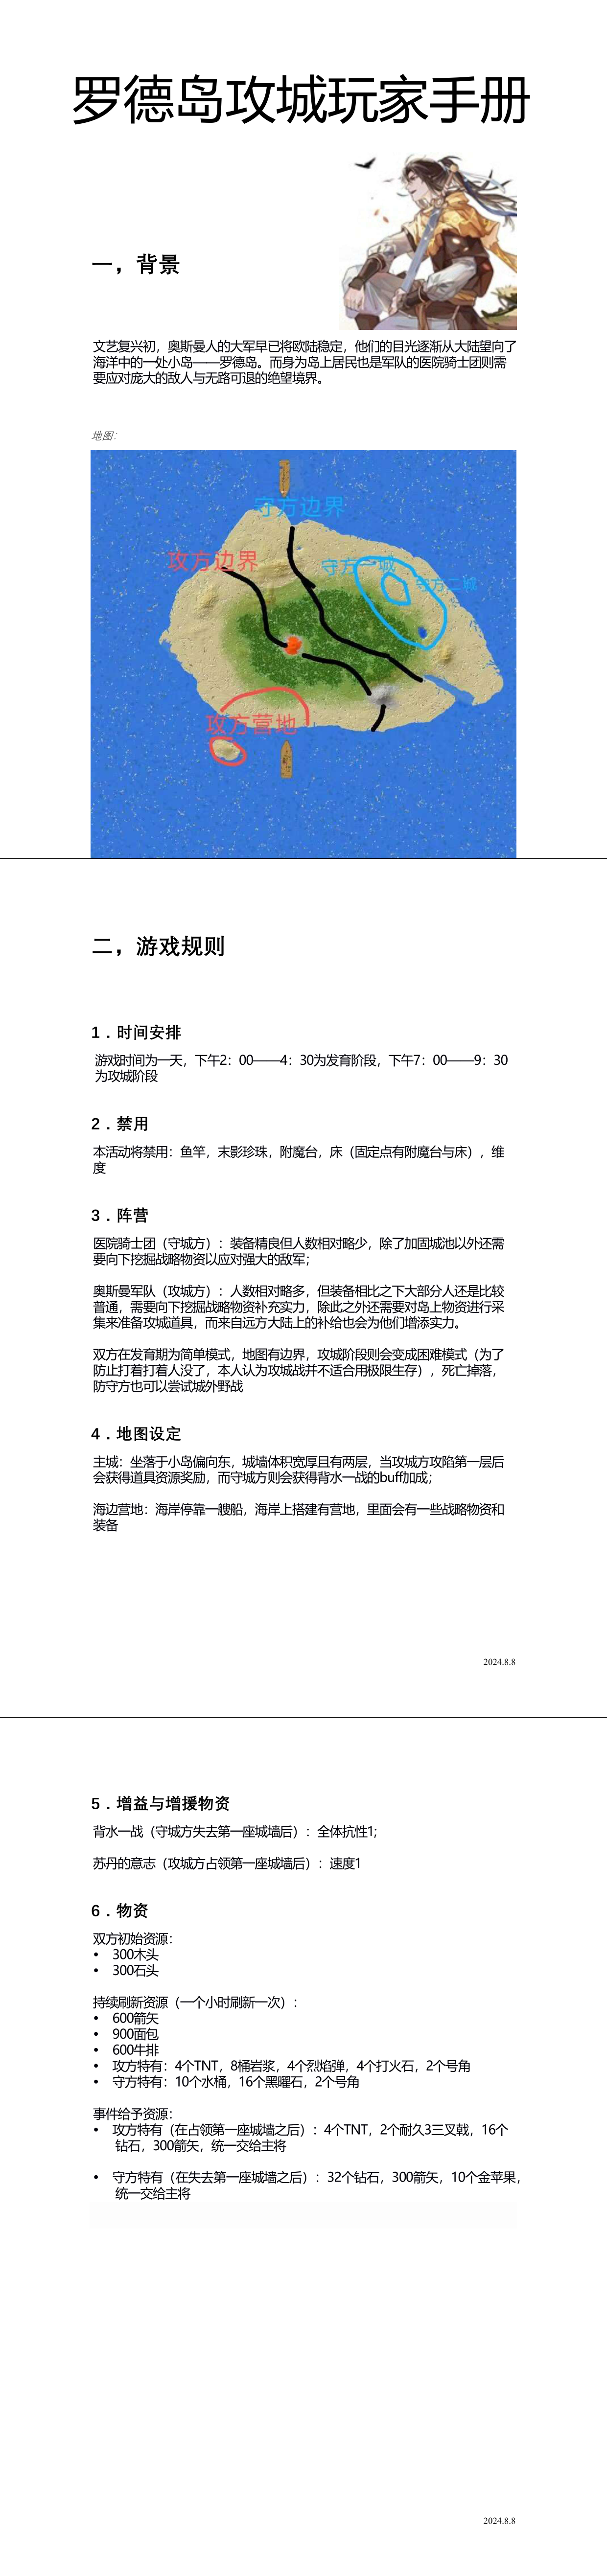 罗德岛攻城玩家手册
一，背景
文艺复兴初，奥斯曼人的大军早已将欧陆稳定，他们的目光逐渐从大陆望向了
海洋中的一处小岛——罗德岛。而身为岛上居民也是军队的医院骑士团则需
要应对庞大的敌人与无路可退的绝望境界。
地图：
守方边界
攻方边界
守方一城
守方二城
攻方营地
二，游戏规则
1．时间安排
游戏时间为一天，下午2：00——4：30为发育阶段，下午7：00——9：30
为攻城阶段
2．禁用
本活动将禁用：鱼竿，末影珍珠，附魔台，床（固定点有附魔台与床），维
度
3．阵营
医院骑士团（守城方）：装备精良但人数相对略少，除了加固城池以外还需
要向下挖掘战略物资以应对强大的敌军；
奥斯曼军队（攻城方）：人数相对略多，但装备相比之下大部分人还是比较
普通，需要向下挖掘战略物资补充实力，除此之外还需要对岛上物资进行采
集来准备攻城道具，而来自远方大陆上的补给也会为他们增添实力。
双方在发育期为简单模式，地图有边界，攻城阶段则会变成困难模式（为了
防止打着打着人没了，本人认为攻城战并不适合用极限生存），死亡掉落，
防守方也可以尝试城外野战
4．地图设定
主城：坐落于小岛偏向东，城墙体积宽厚且有两层，当攻城方攻陷第一层后
会获得道具资源奖励，而守城方则会获得背水一战的buff加成；
海边营地：海岸停靠一艘船，海岸上搭建有营地，里面会有一些战略物资和
装备
2024.8.8
5．增益与增援物资
背水一战（守城方失去第一座城墙后）：全体抗性1;
苏丹的意志（攻城方占领第一座城墙后）：速度1
6．物资
双方初始资源：
• 300木头
• 300石头
持续刷新资源（一个小时刷新一次）：
• 600箭矢
• 900面包
• 600牛排
• 攻方特有：4个TNT，8桶岩浆，4个烈焰弹，4个打火石，2个号角
• 守方特有：10个水桶，16个黑曜石，2个号角
事件给予资源：
• 攻方特有（在占领第一座城墙之后）：4个TNT，2个耐久3三叉戟，16个
钻石，300箭矢，统一交给主将
• 守方特有（在失去第一座城墙之后）：32个钻石，300箭矢，10个金苹果，
统一交给主将
2024.8.8